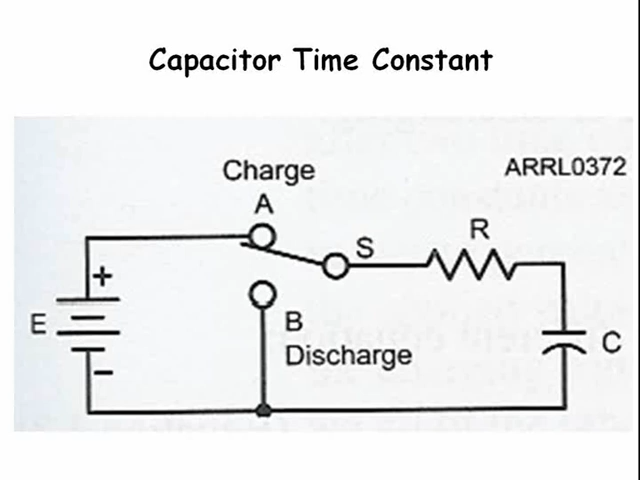 Capacitor Time Constant
Charge
ARRL0372
A
S
R
+
E
B
C
Discharge
−